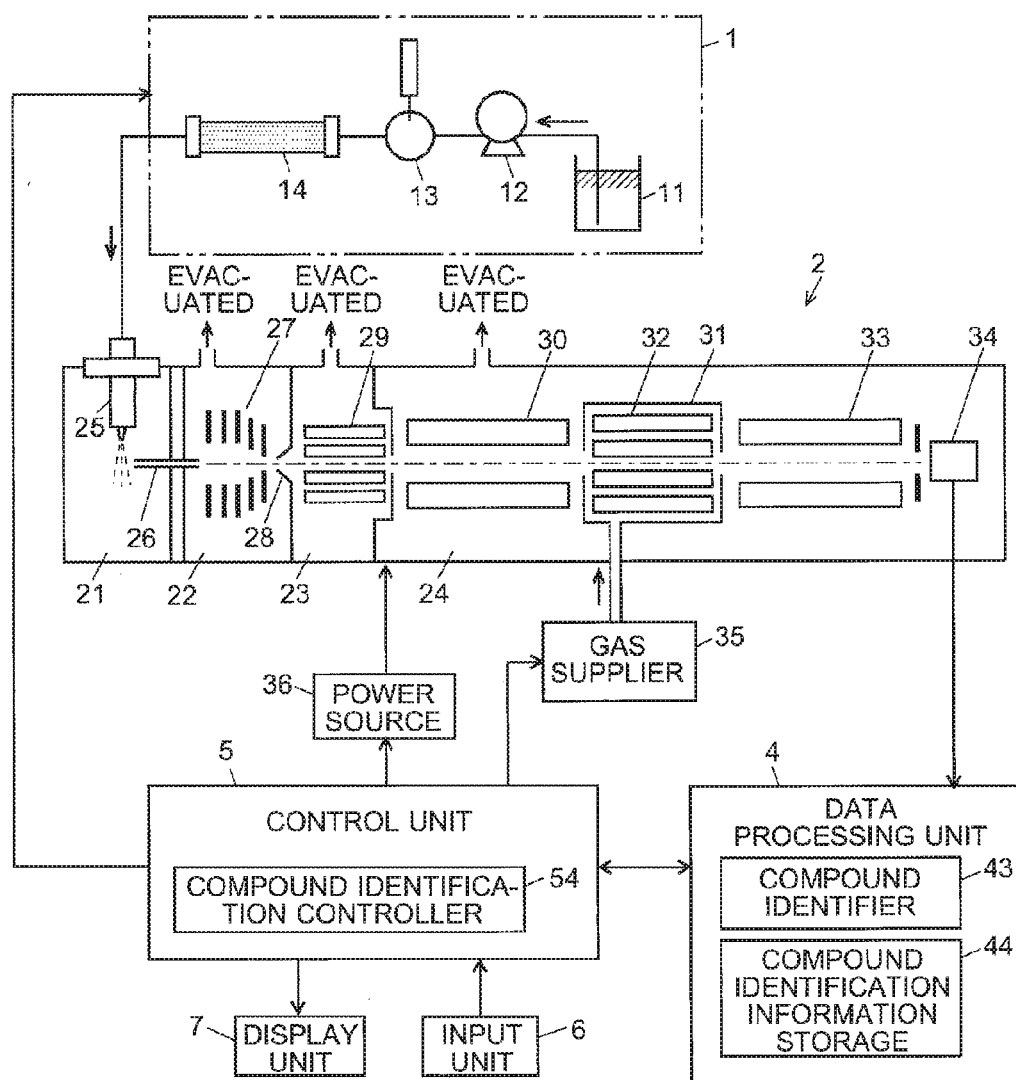 1
14
13
12
11
EVAC-
UATED
EVAC-
UATED
EVAC-
UATED
2
27
29
30
32
31
33
34
25
26
28
21
22
23
24
36
POWER
SOURCE
GAS
SUPPLIER
35
5
CONTROL UNIT
COMPOUND IDENTIFICA-
TION CONTROLLER
54
4
DATA
PROCESSING UNIT
COMPOUND
IDENTIFIER
43
COMPOUND
IDENTIFICATION
INFORMATION
STORAGE
44
7
DISPLAY
UNIT
INPUT
UNIT
6